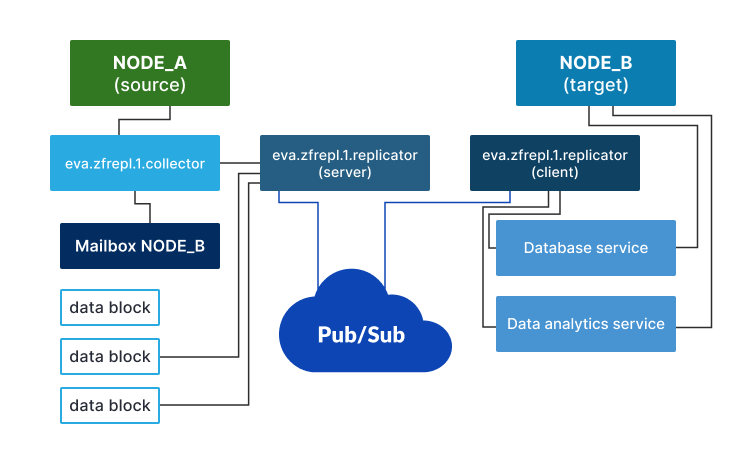 NODE_A
(source)
NODE_B
(target)
eva.zfrepl.1.collector
eva.zfrepl.1.replicator
(server)
eva.zfrepl.1.replicator
(client)
Mailbox NODE_B
Database service
data block
Data analytics service
Pub/Sub
data block
data block